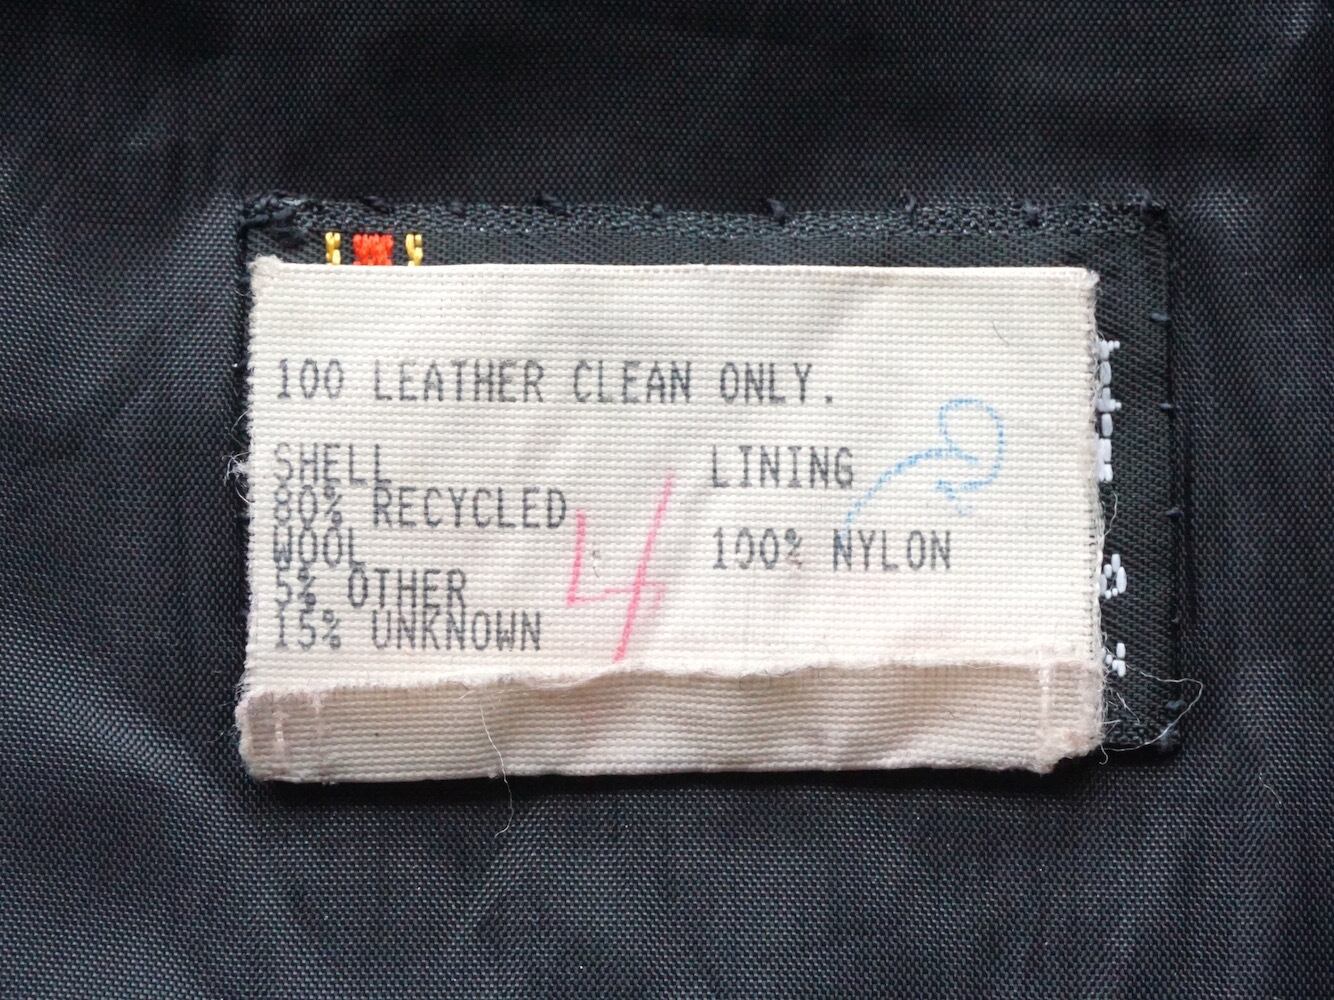 100 LEATHER CLEAN ONLY.
SHELL
80% RECYCLED
WOOL
5% OTHER
15% UNKNOWN
LINING
100% NYLON
4